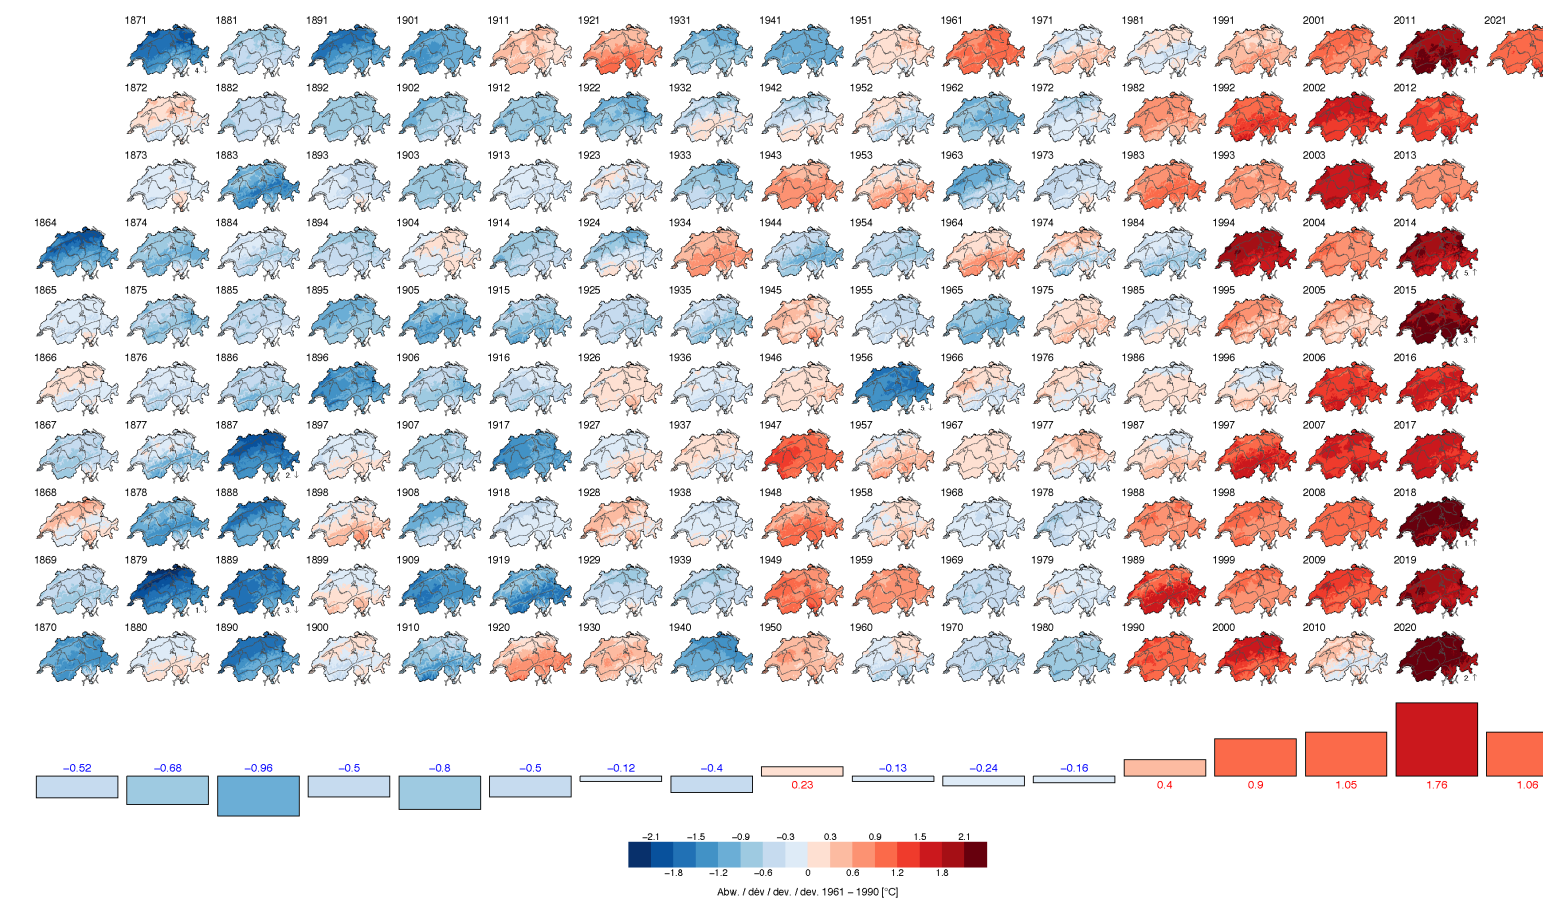 1871 1881 1891 1901 1911 1921 1931 1941 1951 1961 1971 1981 1991 2001 2011 2021
4 ↓ 4 ↑
1872 1882 1892 1902 1912 1922 1932 1942 1952 1962 1972 1982 1992 2002 2012
1873 1883 1893 1903 1913 1923 1933 1943 1953 1963 1973 1983 1993 2003 2013
1864 1874 1884 1894 1904 1914 1924 1934 1944 1954 1964 1974 1984 1994 2004 2014
5 ↑
1865 1875 1885 1895 1905 1915 1925 1935 1945 1955 1965 1975 1985 1995 2005 2015
3 ↑
1866 1876 1886 1896 1906 1916 1926 1936 1946 1956 1966 1976 1986 1996 2006 2016
5 ↓
1867 1877 1887 1897 1907 1917 1927 1937 1947 1957 1967 1977 1987 1997 2007 2017
2 ↓
1868 1878 1888 1898 1908 1918 1928 1938 1948 1958 1968 1978 1988 1998 2008 2018
1 ↑
1869 1879 1889 1899 1909 1919 1929 1939 1949 1959 1969 1979 1989 1999 2009 2019
1 ↓ 3 ↓
1870 1880 1890 1900 1910 1920 1930 1940 1950 1960 1970 1980 1990 2000 2010 2020
2 ↑
−0.52 −0.68 −0.96 −0.5 −0.8 −0.5 −0.12 −0.4 −0.13 −0.24 −0.16
0.23 0.4 0.9 1.05 1.76 1.06
−2.1 −1.5 −0.9 −0.3 0.3 0.9 1.5 2.1
−1.8 −1.2 −0.6 0 0.6 1.2 1.8
Abw. / dév / dev. / dev. 1961 − 1990 [°C]